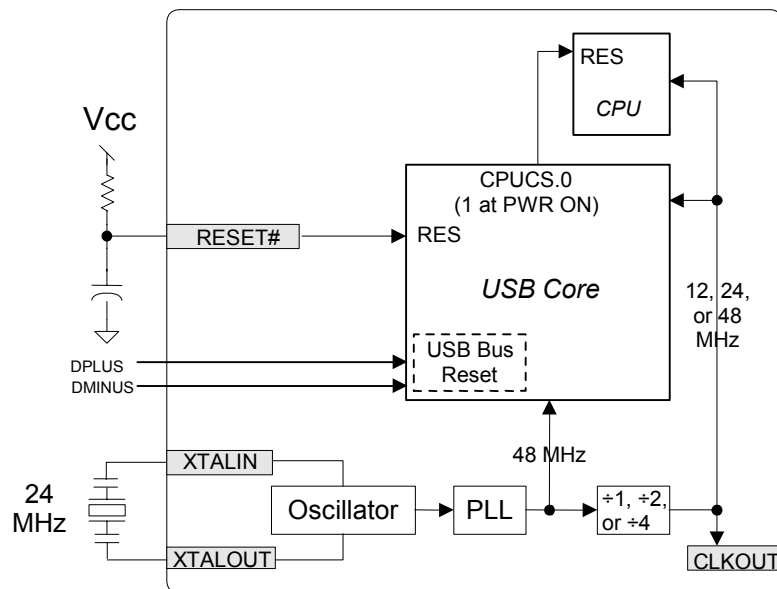 RES
CPU
Vcc
CPUCS.0
(1 at PWR ON)
RESET#
RES
USB Core
12, 24,
or 48
MHz
USB Bus
Reset
DPLUS
DMINUS
XTALIN
48 MHz
24
MHz
Oscillator
PLL
÷1, ÷2,
or ÷4
XTALOUT
CLKOUT